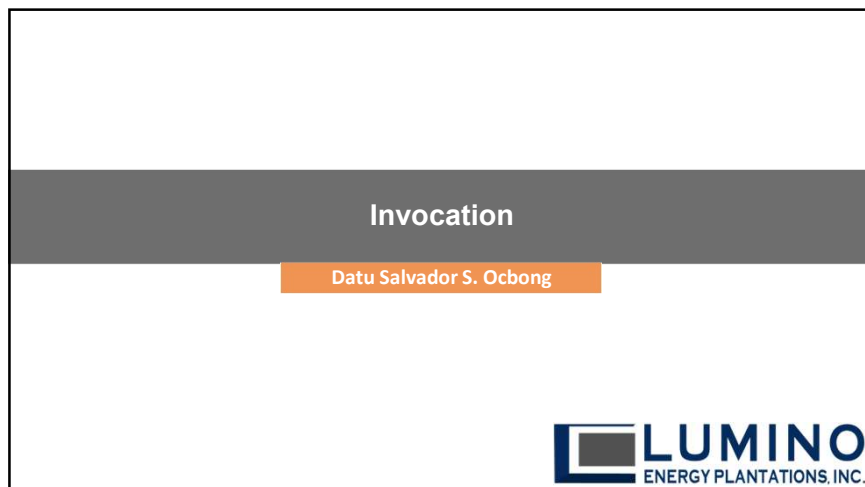 Invocation
Datu Salvador S. Ocbong
LUMINO
ENERGY PLANTATIONS, INC.